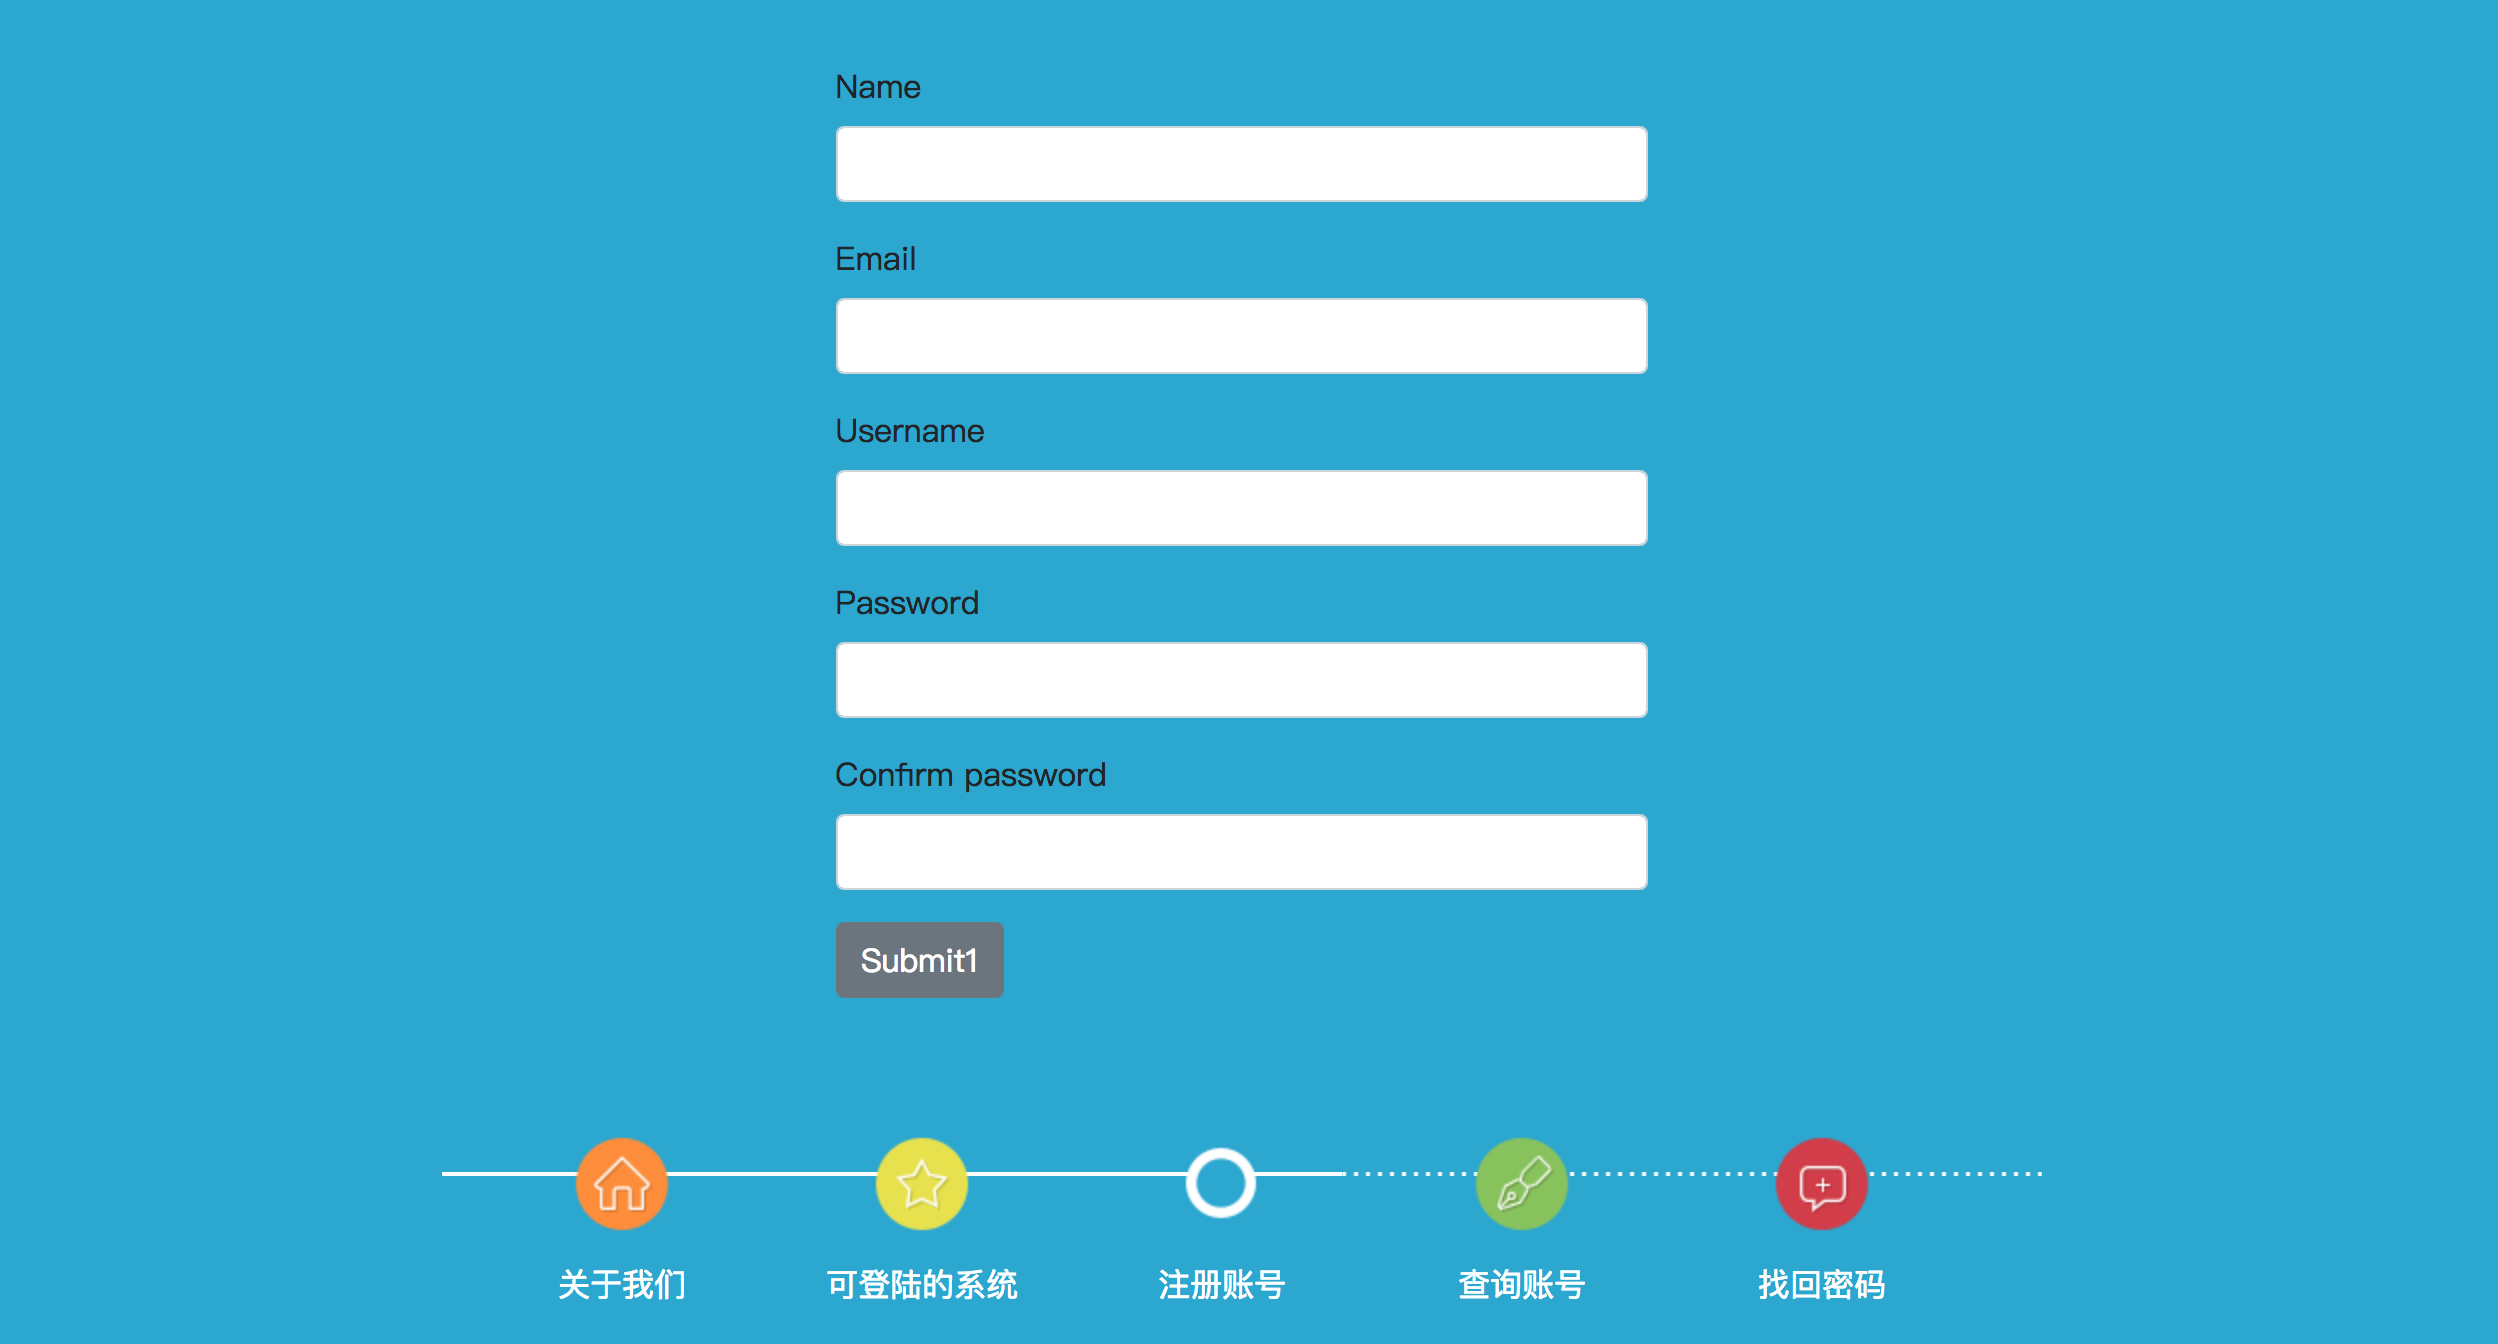 Name
Email
Username
Password
Confirm password
Submit1
关于我们
可登陆的系统
注册账号
查询账号
找回密码